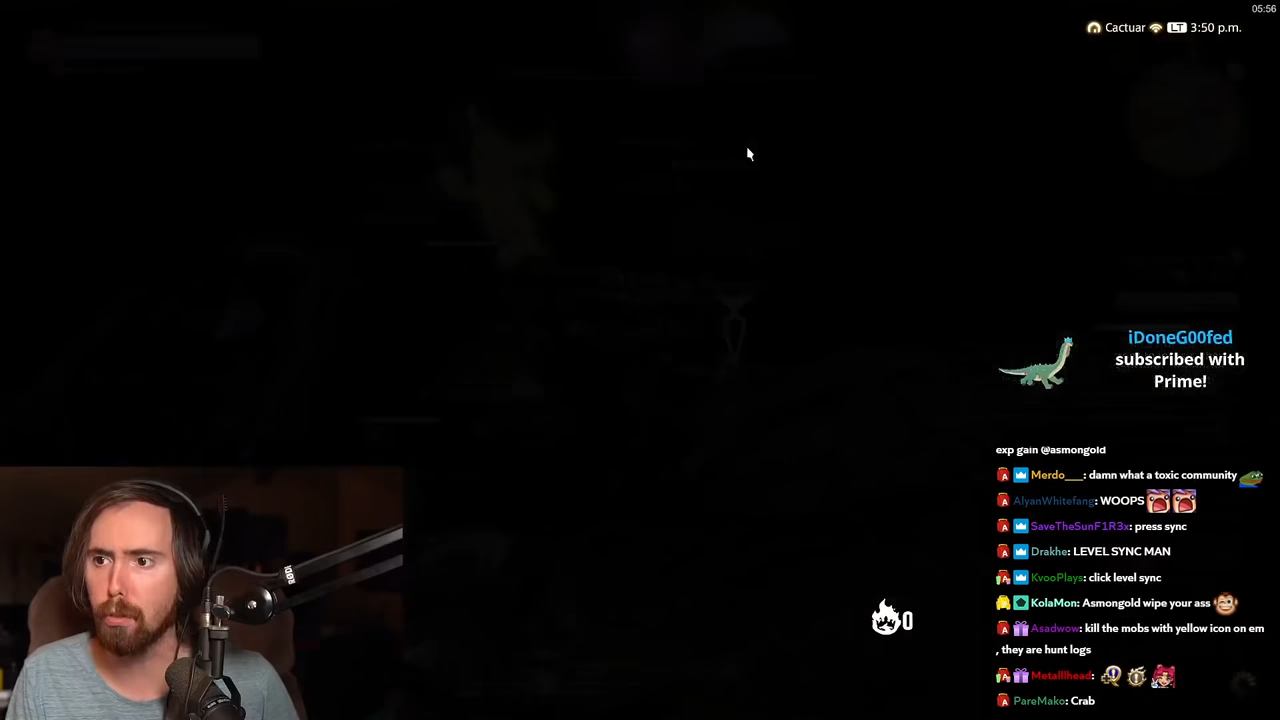 05:56
Cactuar LT 3:50 p.m.
iDoneG00fed
subscribed with
Prime!
exp gain @asmongold
Merdo___: damn what a toxic community
AlyanWhitefang: WOOPS
SaveTheSunF1R3x: press sync
Drakhe: LEVEL SYNC MAN
KvooPlays: click level sync
KolaMon: Asmongold wipe your ass
Asadwow: kill the mobs with yellow icon on em
, they are hunt logs
Metalllhead:
PareMako: Crab
0